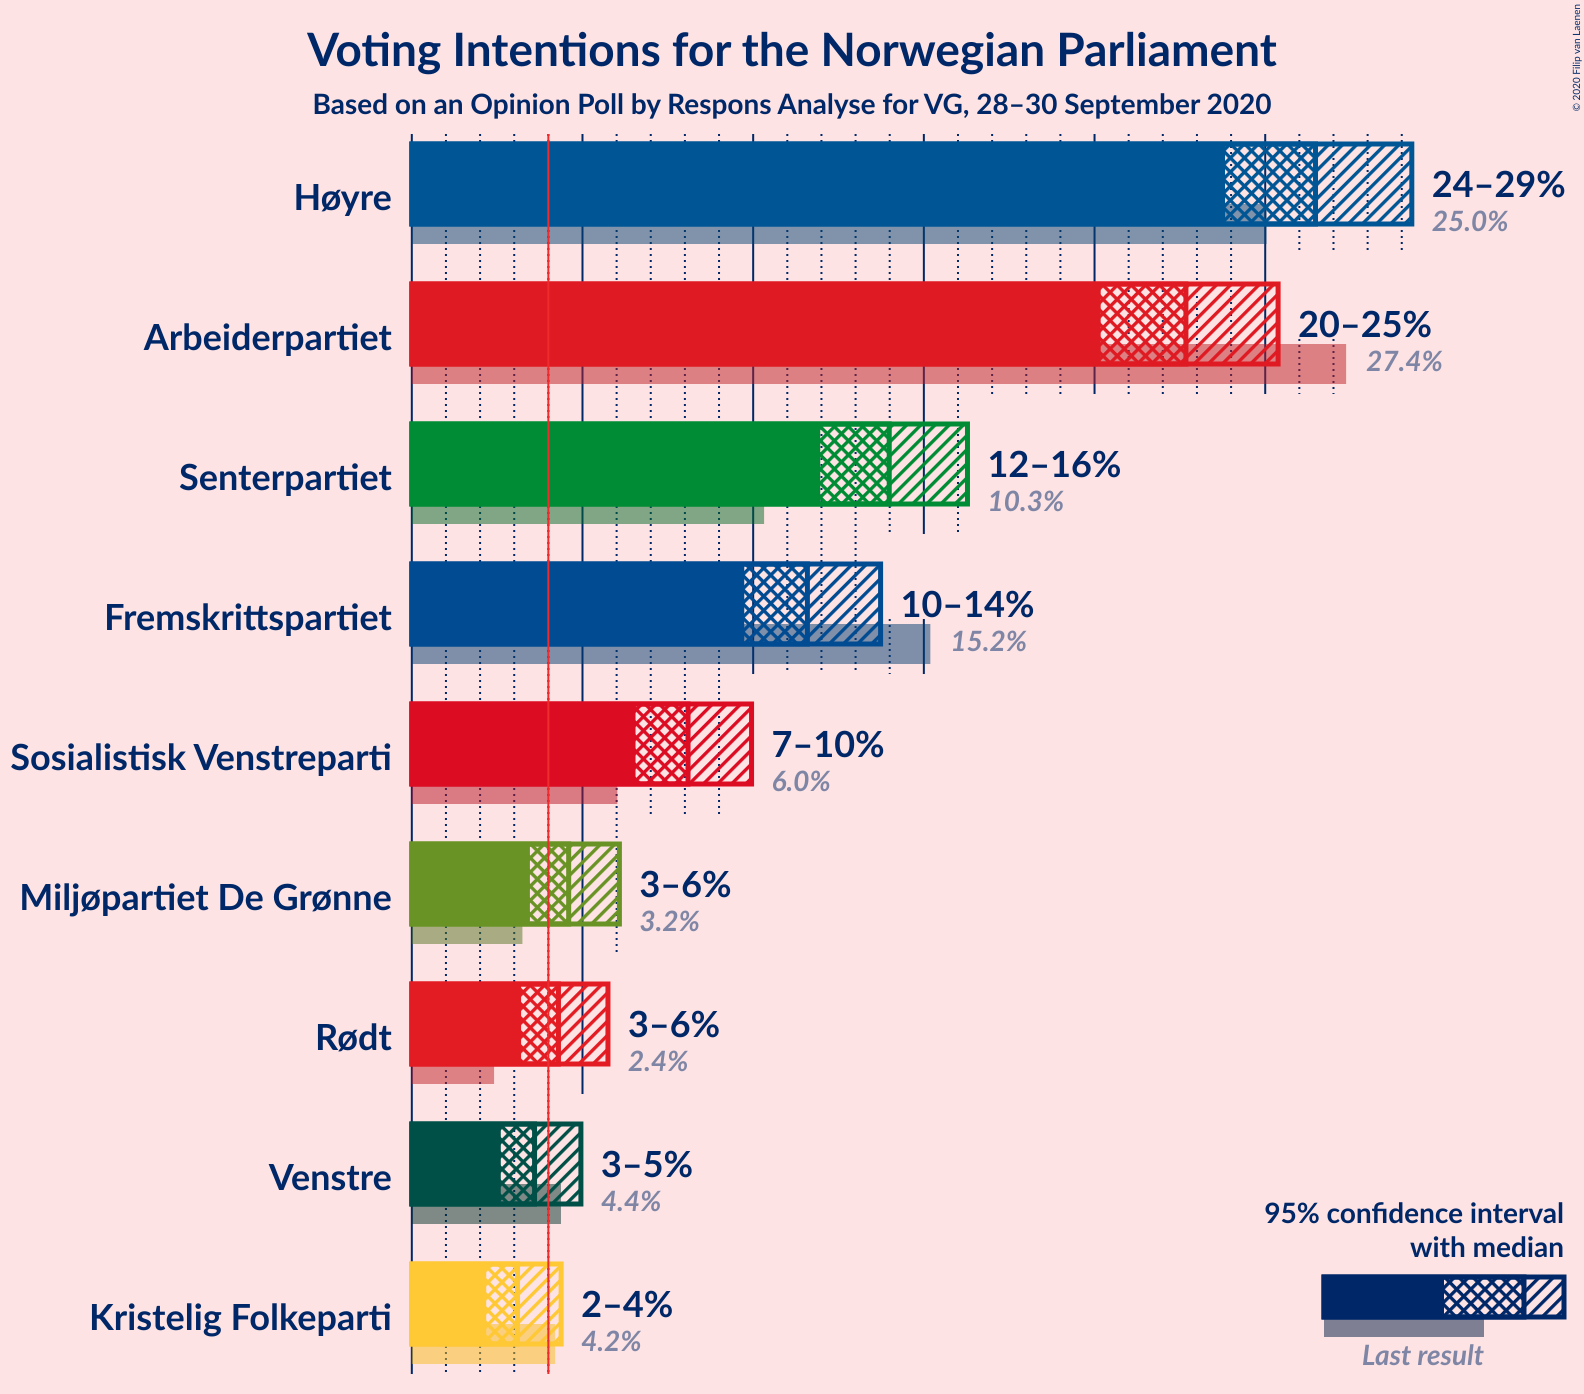 Voting Intentions for the Norwegian Parliament
Based on an Opinion Poll by Respons Analyse for VG, 28–30 September 2020
© 2020 Filip van Laenen
Høyre
24–29%
25.0%
Arbeiderpartiet
20–25%
27.4%
Senterpartiet
12–16%
10.3%
Fremskrittspartiet
10–14%
15.2%
Sosialistisk Venstreparti
7–10%
6.0%
Miljøpartiet De Grønne
3–6%
3.2%
Rødt
3–6%
2.4%
Venstre
3–5%
4.4%
Kristelig Folkeparti
2–4%
4.2%
95% confidence interval
with median
Last result